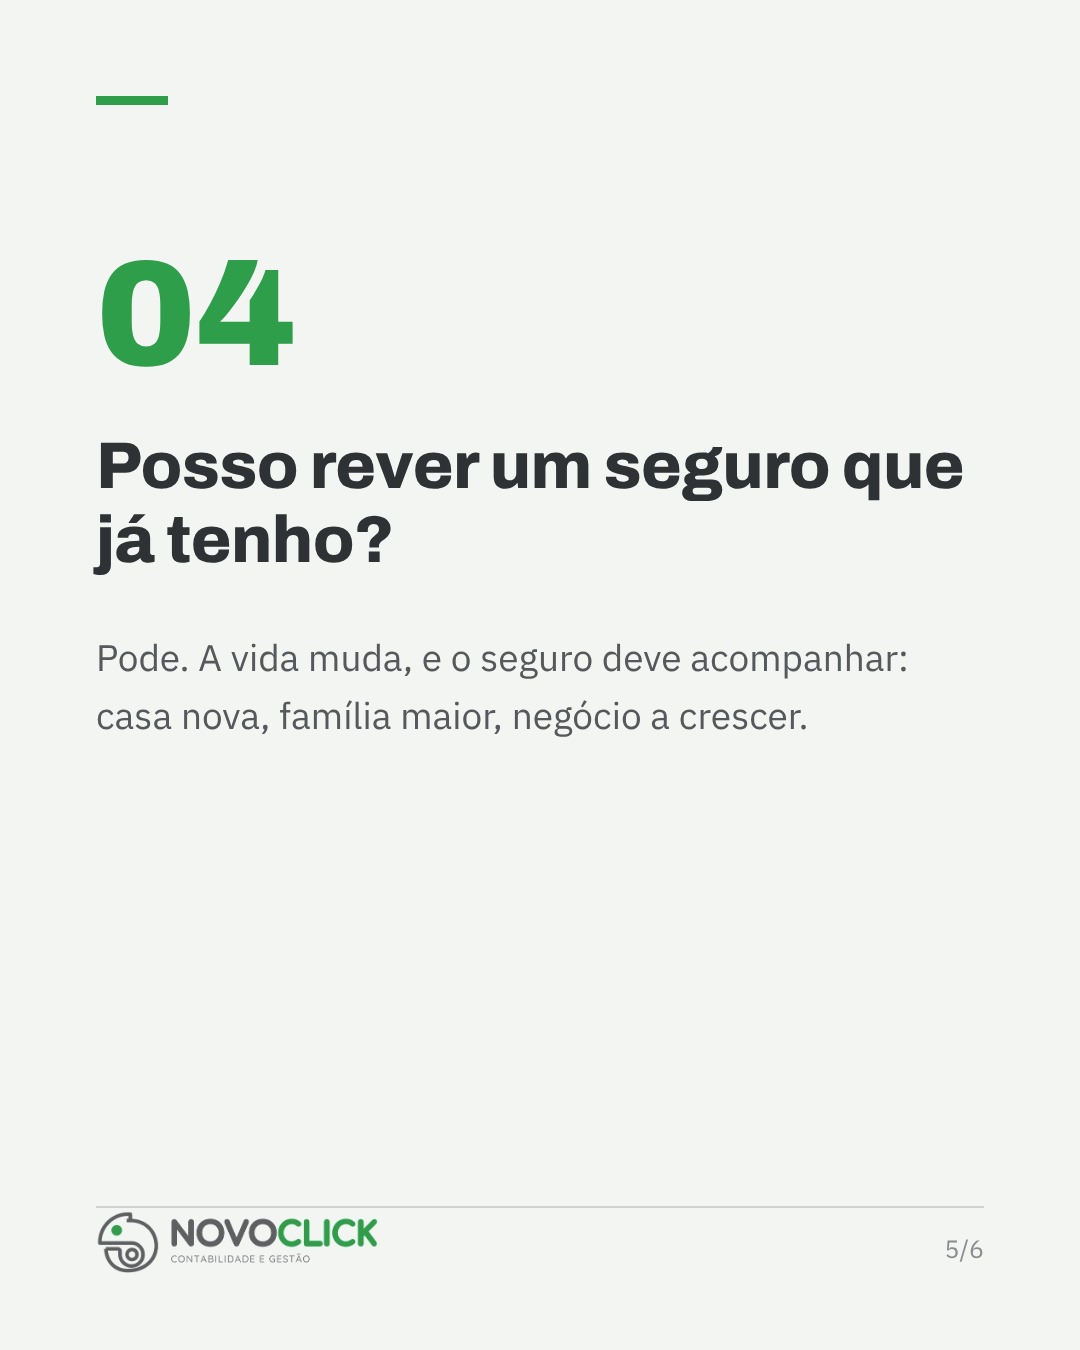 04
Posso rever um seguro que
já tenho?
Pode. A vida muda, e o seguro deve acompanhar:
casa nova, família maior, negócio a crescer.
NOVOCLICK
CONTABILIDADE E GESTÃO
5/6